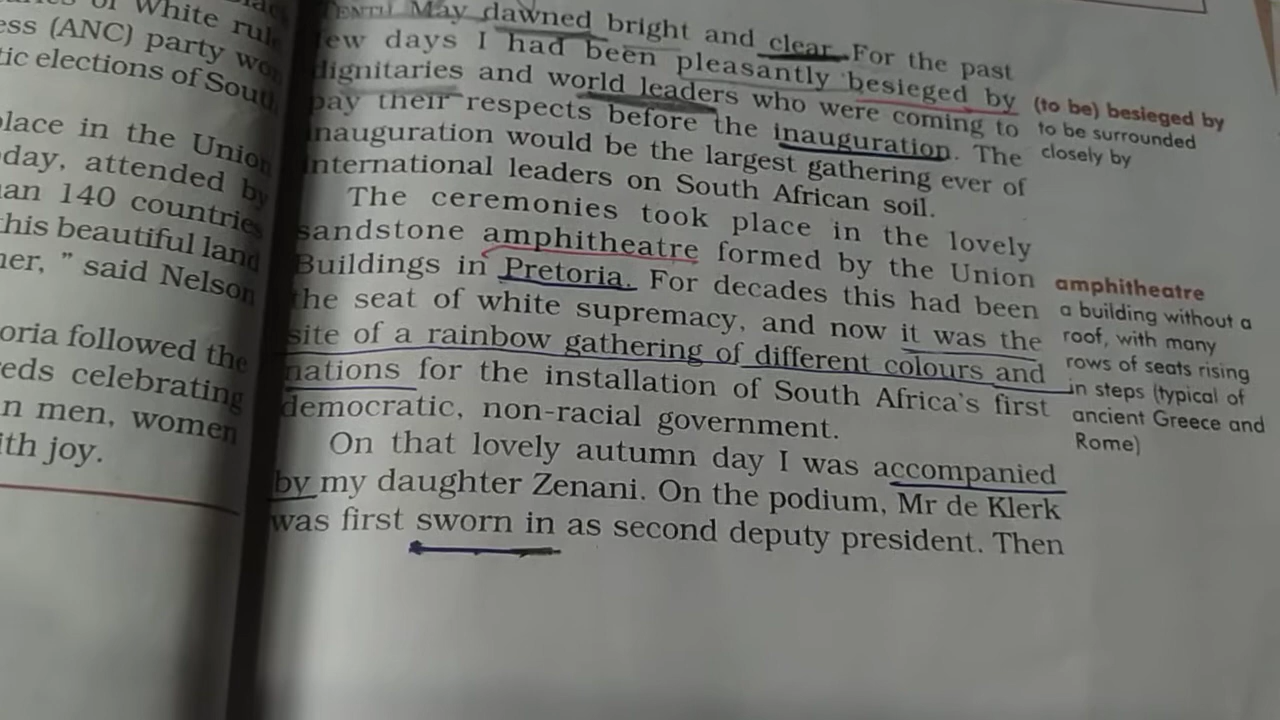 White rule
ess (ANC) party won
tic elections of South
place in the Union
day, attended by
an 140 countries
this beautiful land
her, ” said Nelson
oria followed the
eds celebrating
n men, women
ith joy.
TENTH May dawned bright and clear. For the past
few days I had been pleasantly besieged by
dignitaries and world leaders who were coming to
pay their respects before the inauguration. The
inauguration would be the largest gathering ever of
international leaders on South African soil.
The ceremonies took place in the lovely
sandstone amphitheatre formed by the Union
Buildings in Pretoria. For decades this had been
the seat of white supremacy, and now it was the
site of a rainbow gathering of different colours and
nations for the installation of South Africa's first
democratic, non-racial government.
On that lovely autumn day I was accompanied
by my daughter Zenani. On the podium, Mr de Klerk
was first sworn in as second deputy president. Then
(to be) besieged by
to be surrounded
closely by
amphitheatre
a building without a
roof, with many
rows of seats rising
in steps (typical of
ancient Greece and
Rome)